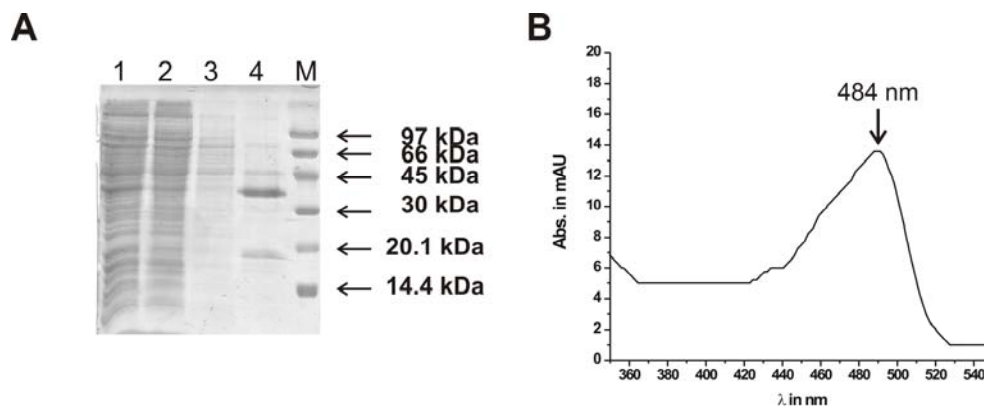 A
1 2 3 4 M
97 kDa
66 kDa
45 kDa
30 kDa
20.1 kDa
14.4 kDa
B
484 nm
Abs. in mAU
20
18
16
14
12
10
8
6
4
2
0
360 380 400 420 440 460 480 500 520 540
λ in nm